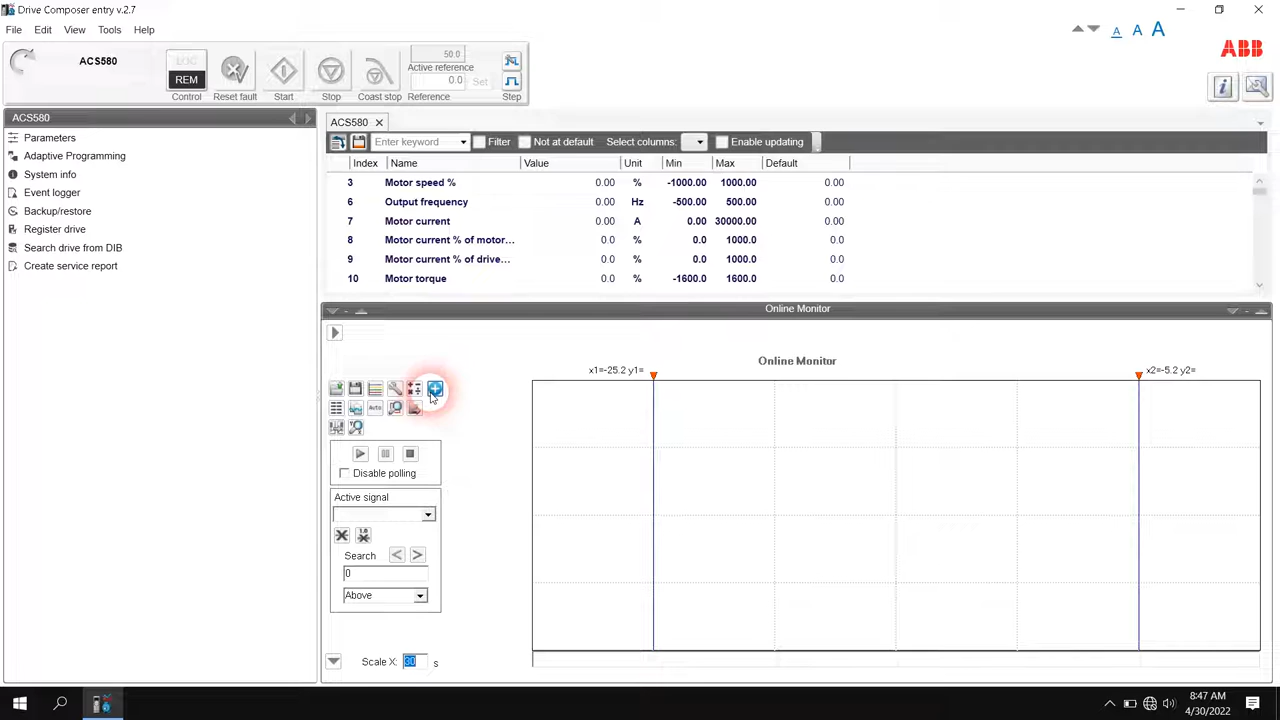 Drive Composer entry v.2.7
File Edit View Tools Help
A A A
ACS580
LOC
REM
Control
Reset fault
Start
Stop
Coast stop
50.0
Active reference
0.0 Set
Reference
Step
ABB
ACS580
Parameters
Adaptive Programming
System info
Event logger
Backup/restore
Register drive
Search drive from DIB
Create service report
ACS580
Enter keyword Filter Not at default Select columns: Enable updating
Index Name Value Unit Min Max Default
3 Motor speed % 0.00 % -1000.00 1000.00 0.00
6 Output frequency 0.00 Hz -500.00 500.00 0.00
7 Motor current 0.00 A 0.00 30000.00 0.00
8 Motor current % of motor... 0.0 % 0.0 1000.0 0.0
9 Motor current % of drive... 0.0 % 0.0 1000.0 0.0
10 Motor torque 0.0 % -1600.0 1600.0 0.0
Online Monitor
Online Monitor
x1=-25.2 y1= x2=-5.2 y2=
Auto
Disable polling
Active signal
1.0
Search < >
0
Above
Scale X: 30 s
8:47 AM
4/30/2022